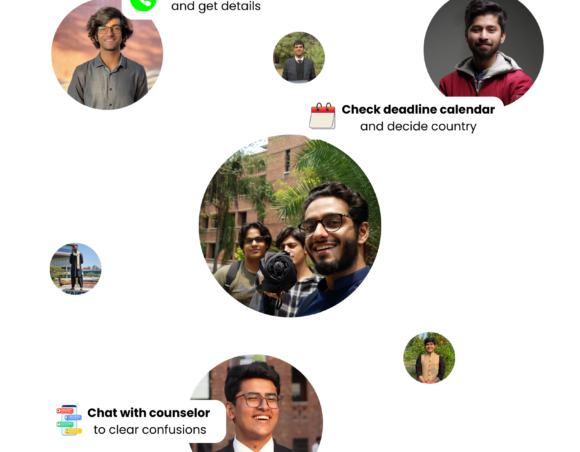 and get details
Check deadline calendar
and decide country
Chat with counselor
to clear confusions